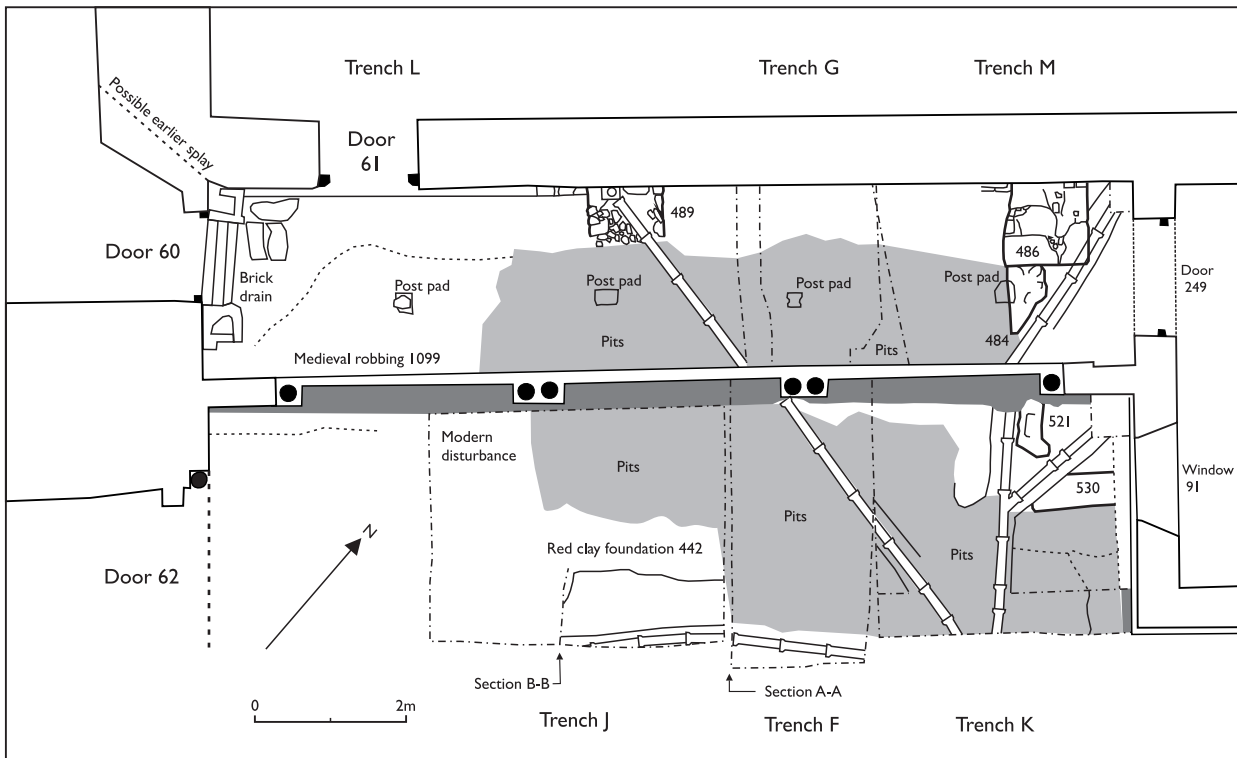 Trench L
Trench G
Trench M
Possible earlier splay
Door
61
489
486
Door 60
Brick
drain
Post pad
Post pad
Post pad
Post pad
Door
249
Medieval robbing 1099
Pits
Pits
484
521
Modern
disturbance
Pits
Pits
530
Window
91
N
Red clay foundation 442
Pits
Door 62
Section B-B
Section A-A
0
2m
Trench J
Trench F
Trench K